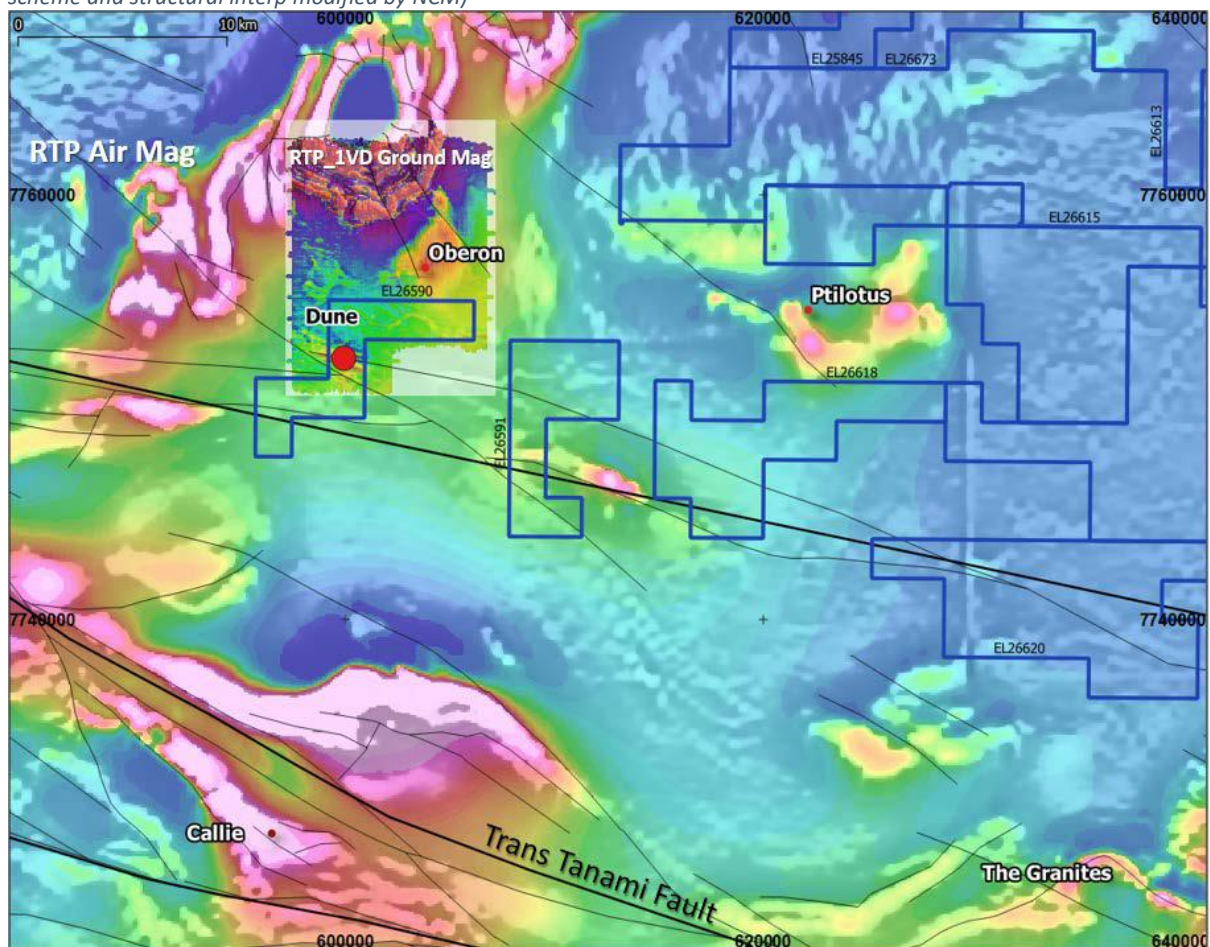 scheme and structural interp modified by NCM)
0 10 km
600000
620000
640000
EL25845
EL26673
EL26613
RTP Air Mag
RTP_1VD Ground Mag
7760000
7760000
EL26615
Oberon
EL26590
Ptilotus
Dune
EL26618
EL26591
7740000
7740000
EL26620
Callie
Trans Tanami Fault
The Granites
600000
620000
640000